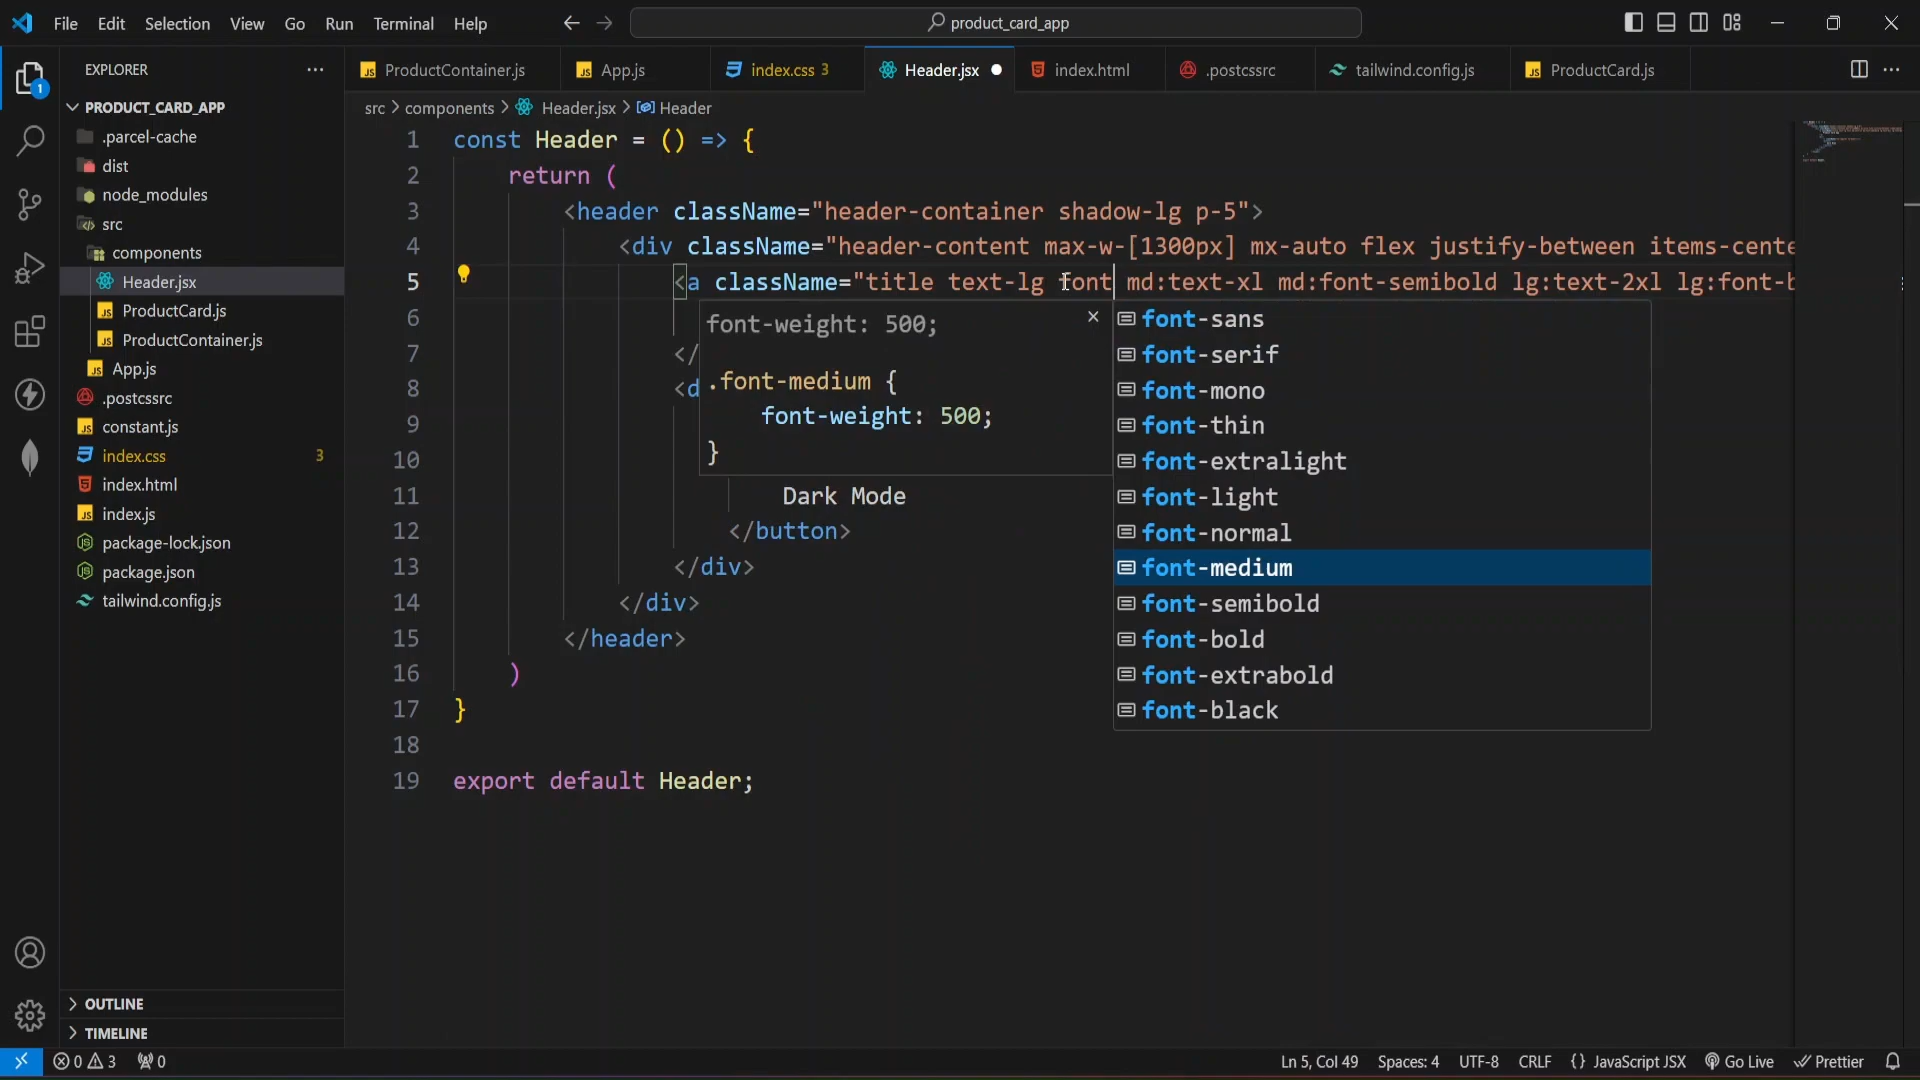 File Edit Selection View Go Run Terminal Help product_card_app
EXPLORER
PRODUCT_CARD_APP
.parcel-cache
dist
node_modules
src
components
Header.jsx
ProductCard.js
ProductContainer.js
App.js
.postcssrc
constant.js
index.css 3
index.html
index.js
package-lock.json
package.json
tailwind.config.js
OUTLINE
TIMELINE
1
ProductContainer.js App.js index.css 3 Header.jsx index.html .postcssrc tailwind.config.js ProductCard.js
src > components > Header.jsx > Header
1 const Header = () => {
2 return (
3 <header className="header-container shadow-lg p-5">
4 <div className="header-content max-w-[1300px] mx-auto flex justify-between items-cente
5 <a className="title text-lg font md:text-xl md:font-semibold lg:text-2xl lg:font-b
6
7 </
8 <d
9
10
11 Dark Mode
12 </button>
13 </div>
14 </div>
15 </header>
16 )
17 }
18
19 export default Header;
font-weight: 500;
.font-medium {
font-weight: 500;
}
font-sans
font-serif
font-mono
font-thin
font-extralight
font-light
font-normal
font-medium
font-semibold
font-bold
font-extrabold
font-black
0 3 0 Ln 5, Col 49 Spaces: 4 UTF-8 CRLF {} JavaScript JSX Go Live Prettier